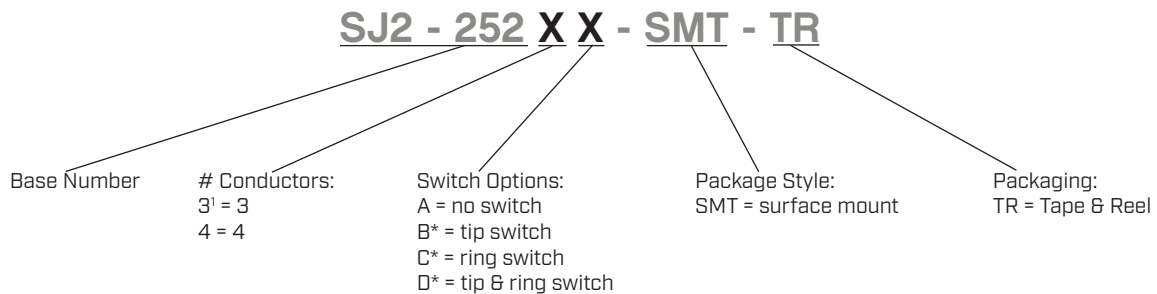 SJ2 - 252 X X - SMT - TR
Base Number
# Conductors:
3¹ = 3
4 = 4
Switch Options:
A = no switch
B* = tip switch
C* = ring switch
D* = tip & ring switch
Package Style:
SMT = surface mount
Packaging:
TR = Tape & Reel